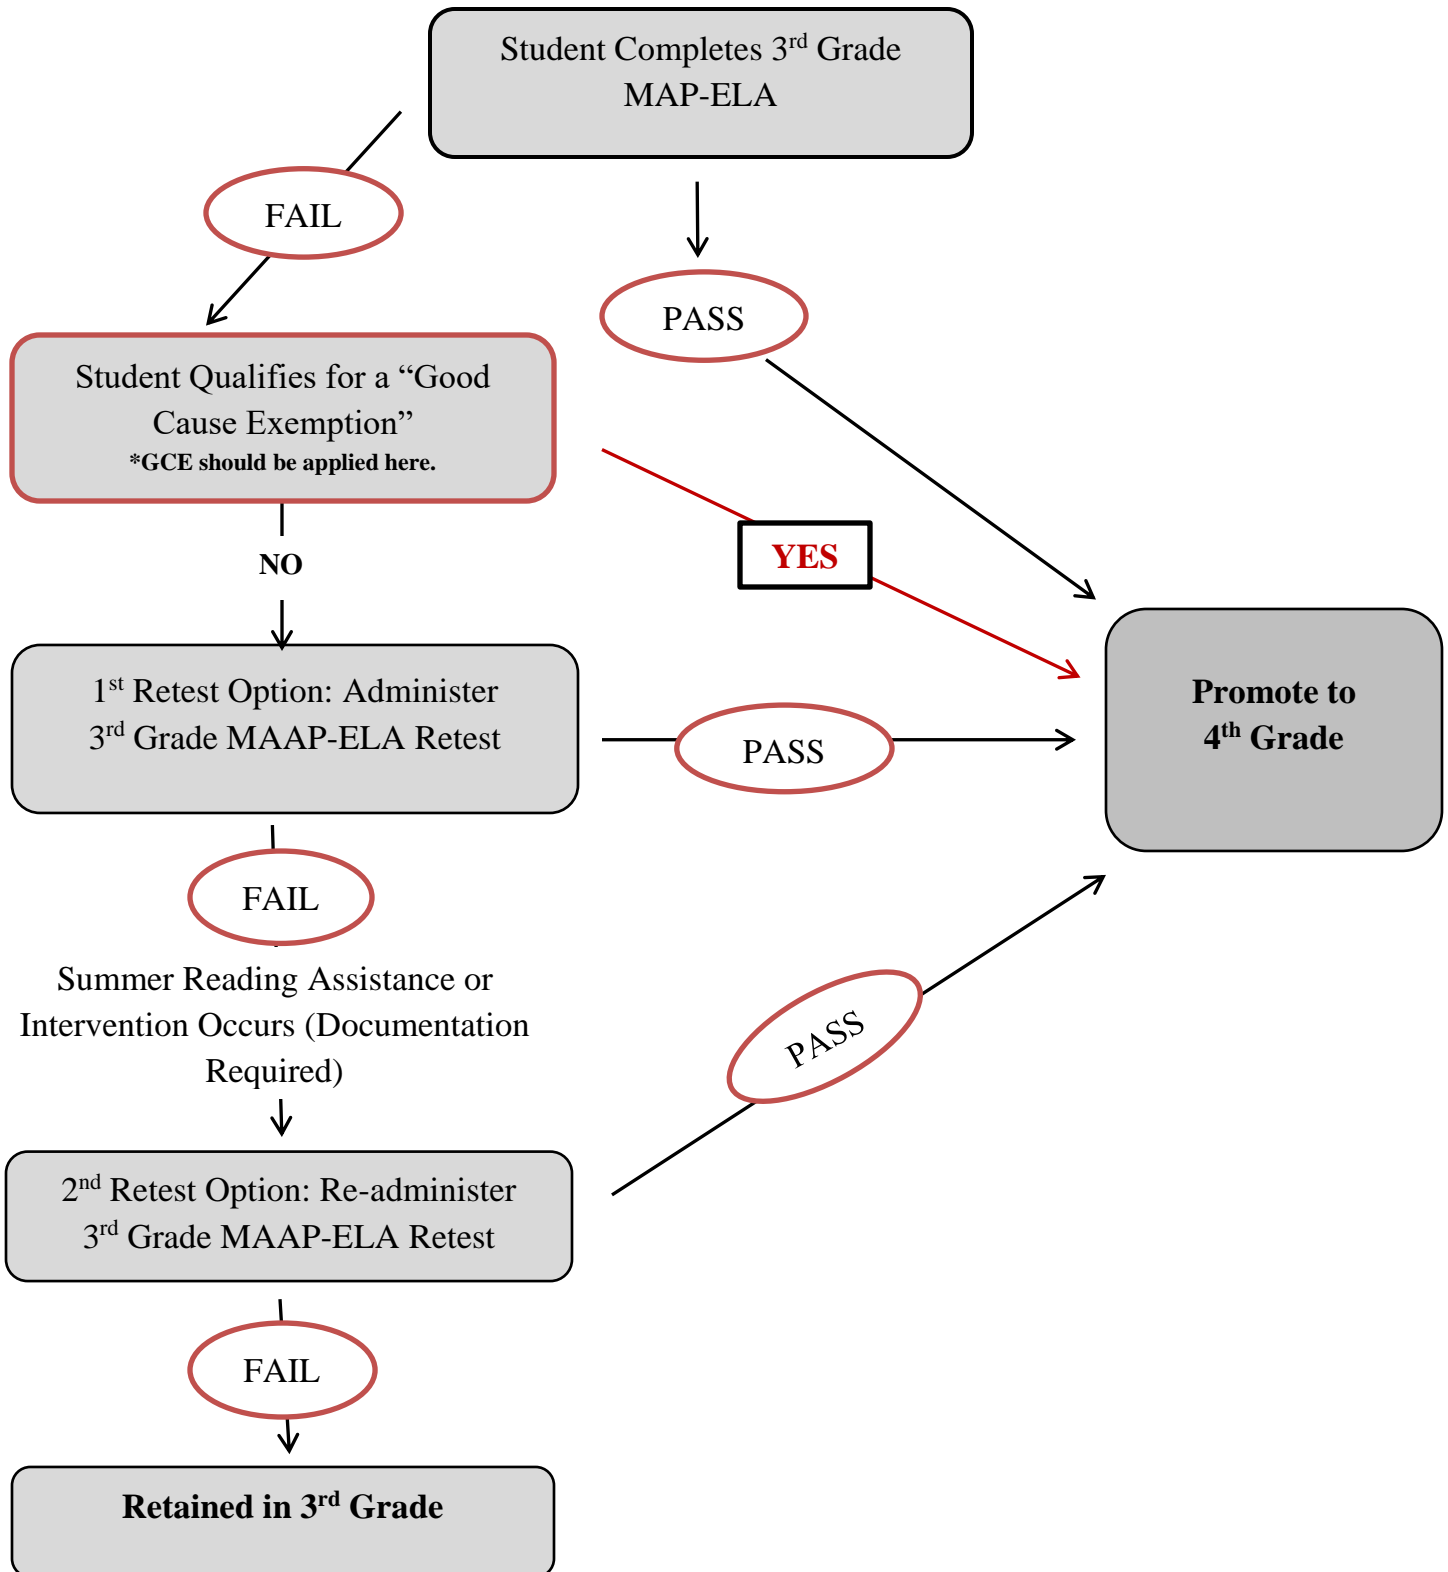 Student Completes 3rd Grade
MAP-ELA
FAIL
PASS
Student Qualifies for a “Good
Cause Exemption”
*GCE should be applied here.
YES
NO
1st Retest Option: Administer
3rd Grade MAAP-ELA Retest
PASS
Promote to
4th Grade
FAIL
Summer Reading Assistance or
Intervention Occurs (Documentation
Required)
PASS
2nd Retest Option: Re-administer
3rd Grade MAAP-ELA Retest
FAIL
Retained in 3rd Grade